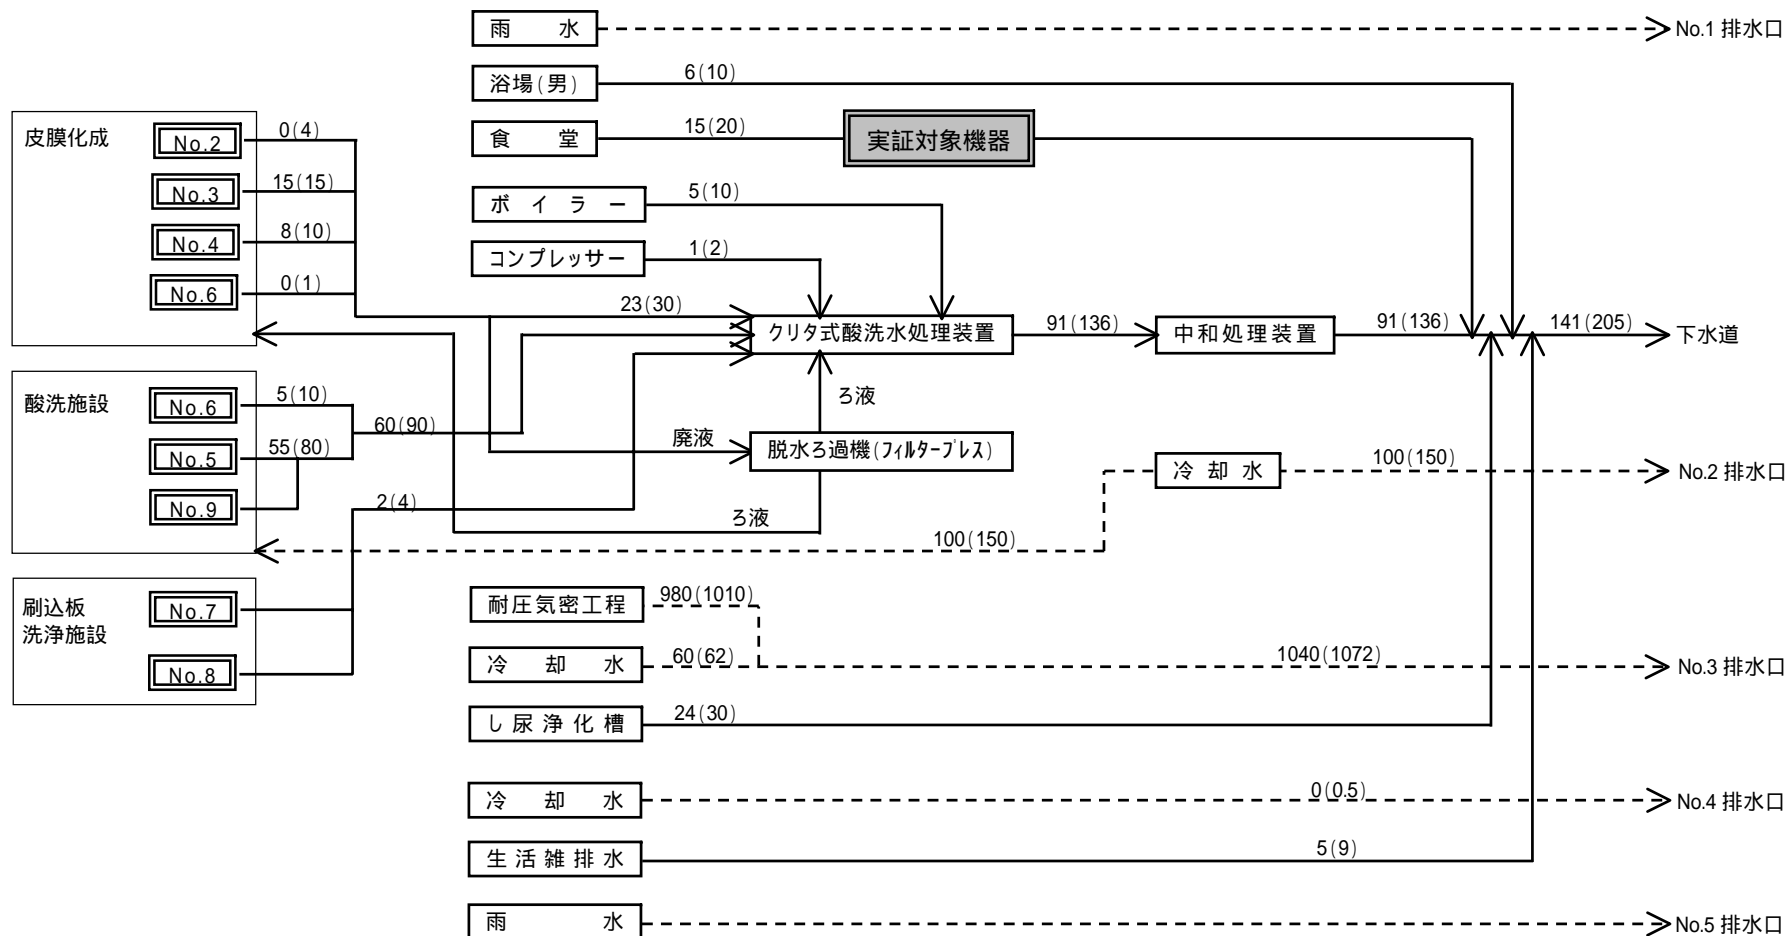 雨 水
No.1 排水口
浴場(男)
6(10)
食 堂
15(20)
実証対象機器
皮膜化成
No.2
0(4)
No.3
15(15)
No.4
8(10)
No.6
0(1)
ボイラー
5(10)
コンプレッサー
1(2)
23(30)
クリタ式酸洗水処理装置
91(136)
中和処理装置
91(136)
141(205)
下水道
酸洗施設
No.6
5(10)
No.5
55(80)
No.9
60(90)
2(4)
ろ液
廃液
脱水ろ過機(フィルタープレス)
ろ液
冷却水
100(150)
No.2 排水口
100(150)
刷込板
洗浄施設
No.7
No.8
耐圧気密工程
980(1010)
冷 却 水
60(62)
1040(1072)
No.3 排水口
し尿浄化槽
24(30)
冷 却 水
0(0.5)
No.4 排水口
生活雑排水
5(9)
雨 水
No.5 排水口